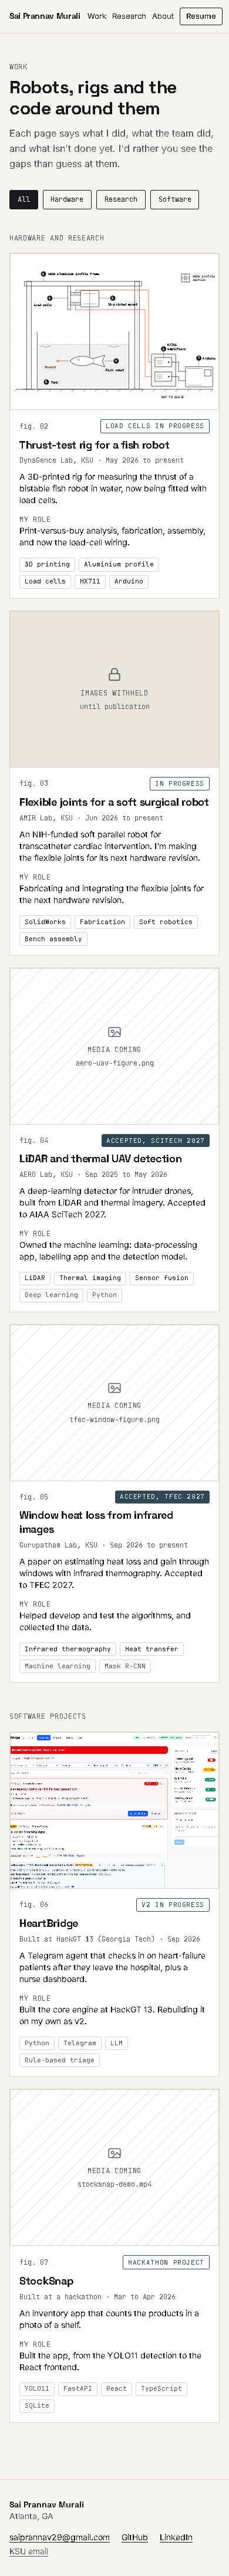 Sai Prannav Murali Work Research About Resume
WORK
Robots, rigs and the
code around them
Each page says what I did, what the team did,
and what isn't done yet. I'd rather you see the
gaps than guess at them.
All Hardware Research Software
HARDWARE AND RESEARCH
Load cells
Thrust
Tank
Arduino
fig. 02 LOAD CELLS IN PROGRESS
Thrust-test rig for a fish robot
DynaGence Lab, KSU · May 2026 to present
A 3D-printed rig for measuring the thrust of a
bistable fish robot in water, now being fitted with
load cells.
MY ROLE
Print-versus-buy analysis, fabrication, assembly,
and now the load-cell wiring.
3D printing Aluminium profile
Load cells HX711 Arduino
IMAGES WITHHELD
until publication
fig. 03 IN PROGRESS
Flexible joints for a soft surgical robot
AMIR Lab, KSU · Jun 2026 to present
An NIH-funded soft parallel robot for
transcatheter cardiac intervention. I'm making
the flexible joints for its next hardware revision.
MY ROLE
Fabricating and integrating the flexible joints for
the next hardware revision.
SolidWorks Fabrication Soft robotics
Bench assembly
MEDIA COMING
aero-uav-figure.png
fig. 04 ACCEPTED, SCITECH 2027
LiDAR and thermal UAV detection
AERO Lab, KSU · Sep 2025 to May 2026
A deep-learning detector for intruder drones,
built from LiDAR and thermal imagery. Accepted
to AIAA SciTech 2027.
MY ROLE
Owned the machine learning: data-processing
app, labelling app and the detection model.
LiDAR Thermal imaging Sensor fusion
Deep learning Python
MEDIA COMING
tfec-window-figure.png
fig. 05 ACCEPTED, TFEC 2027
Window heat loss from infrared
images
Gurupatham Lab, KSU · Sep 2026 to present
A paper on estimating heat loss and gain through
windows with infrared thermography. Accepted
to TFEC 2027.
MY ROLE
Helped develop and test the algorithms, and
collected the data.
Infrared thermography Heat transfer
Machine learning Mask R-CNN
SOFTWARE PROJECTS
fig. 06 V2 IN PROGRESS
HeartBridge
Built at HackGT 13 (Georgia Tech) · Sep 2026
A Telegram agent that checks in on heart-failure
patients after they leave the hospital, plus a
nurse dashboard.
MY ROLE
Built the core engine at HackGT 13. Rebuilding it
on my own as v2.
Python Telegram LLM
Rule-based triage
MEDIA COMING
stocksnap-demo.mp4
fig. 07 HACKATHON PROJECT
StockSnap
Built at a hackathon · Mar to Apr 2026
An inventory app that counts the products in a
photo of a shelf.
MY ROLE
Built the app, from the YOLO11 detection to the
React frontend.
YOLO11 FastAPI React TypeScript
SQLite
Sai Prannav Murali
Atlanta, GA
saiprannav29@gmail.com GitHub LinkedIn
KSU email